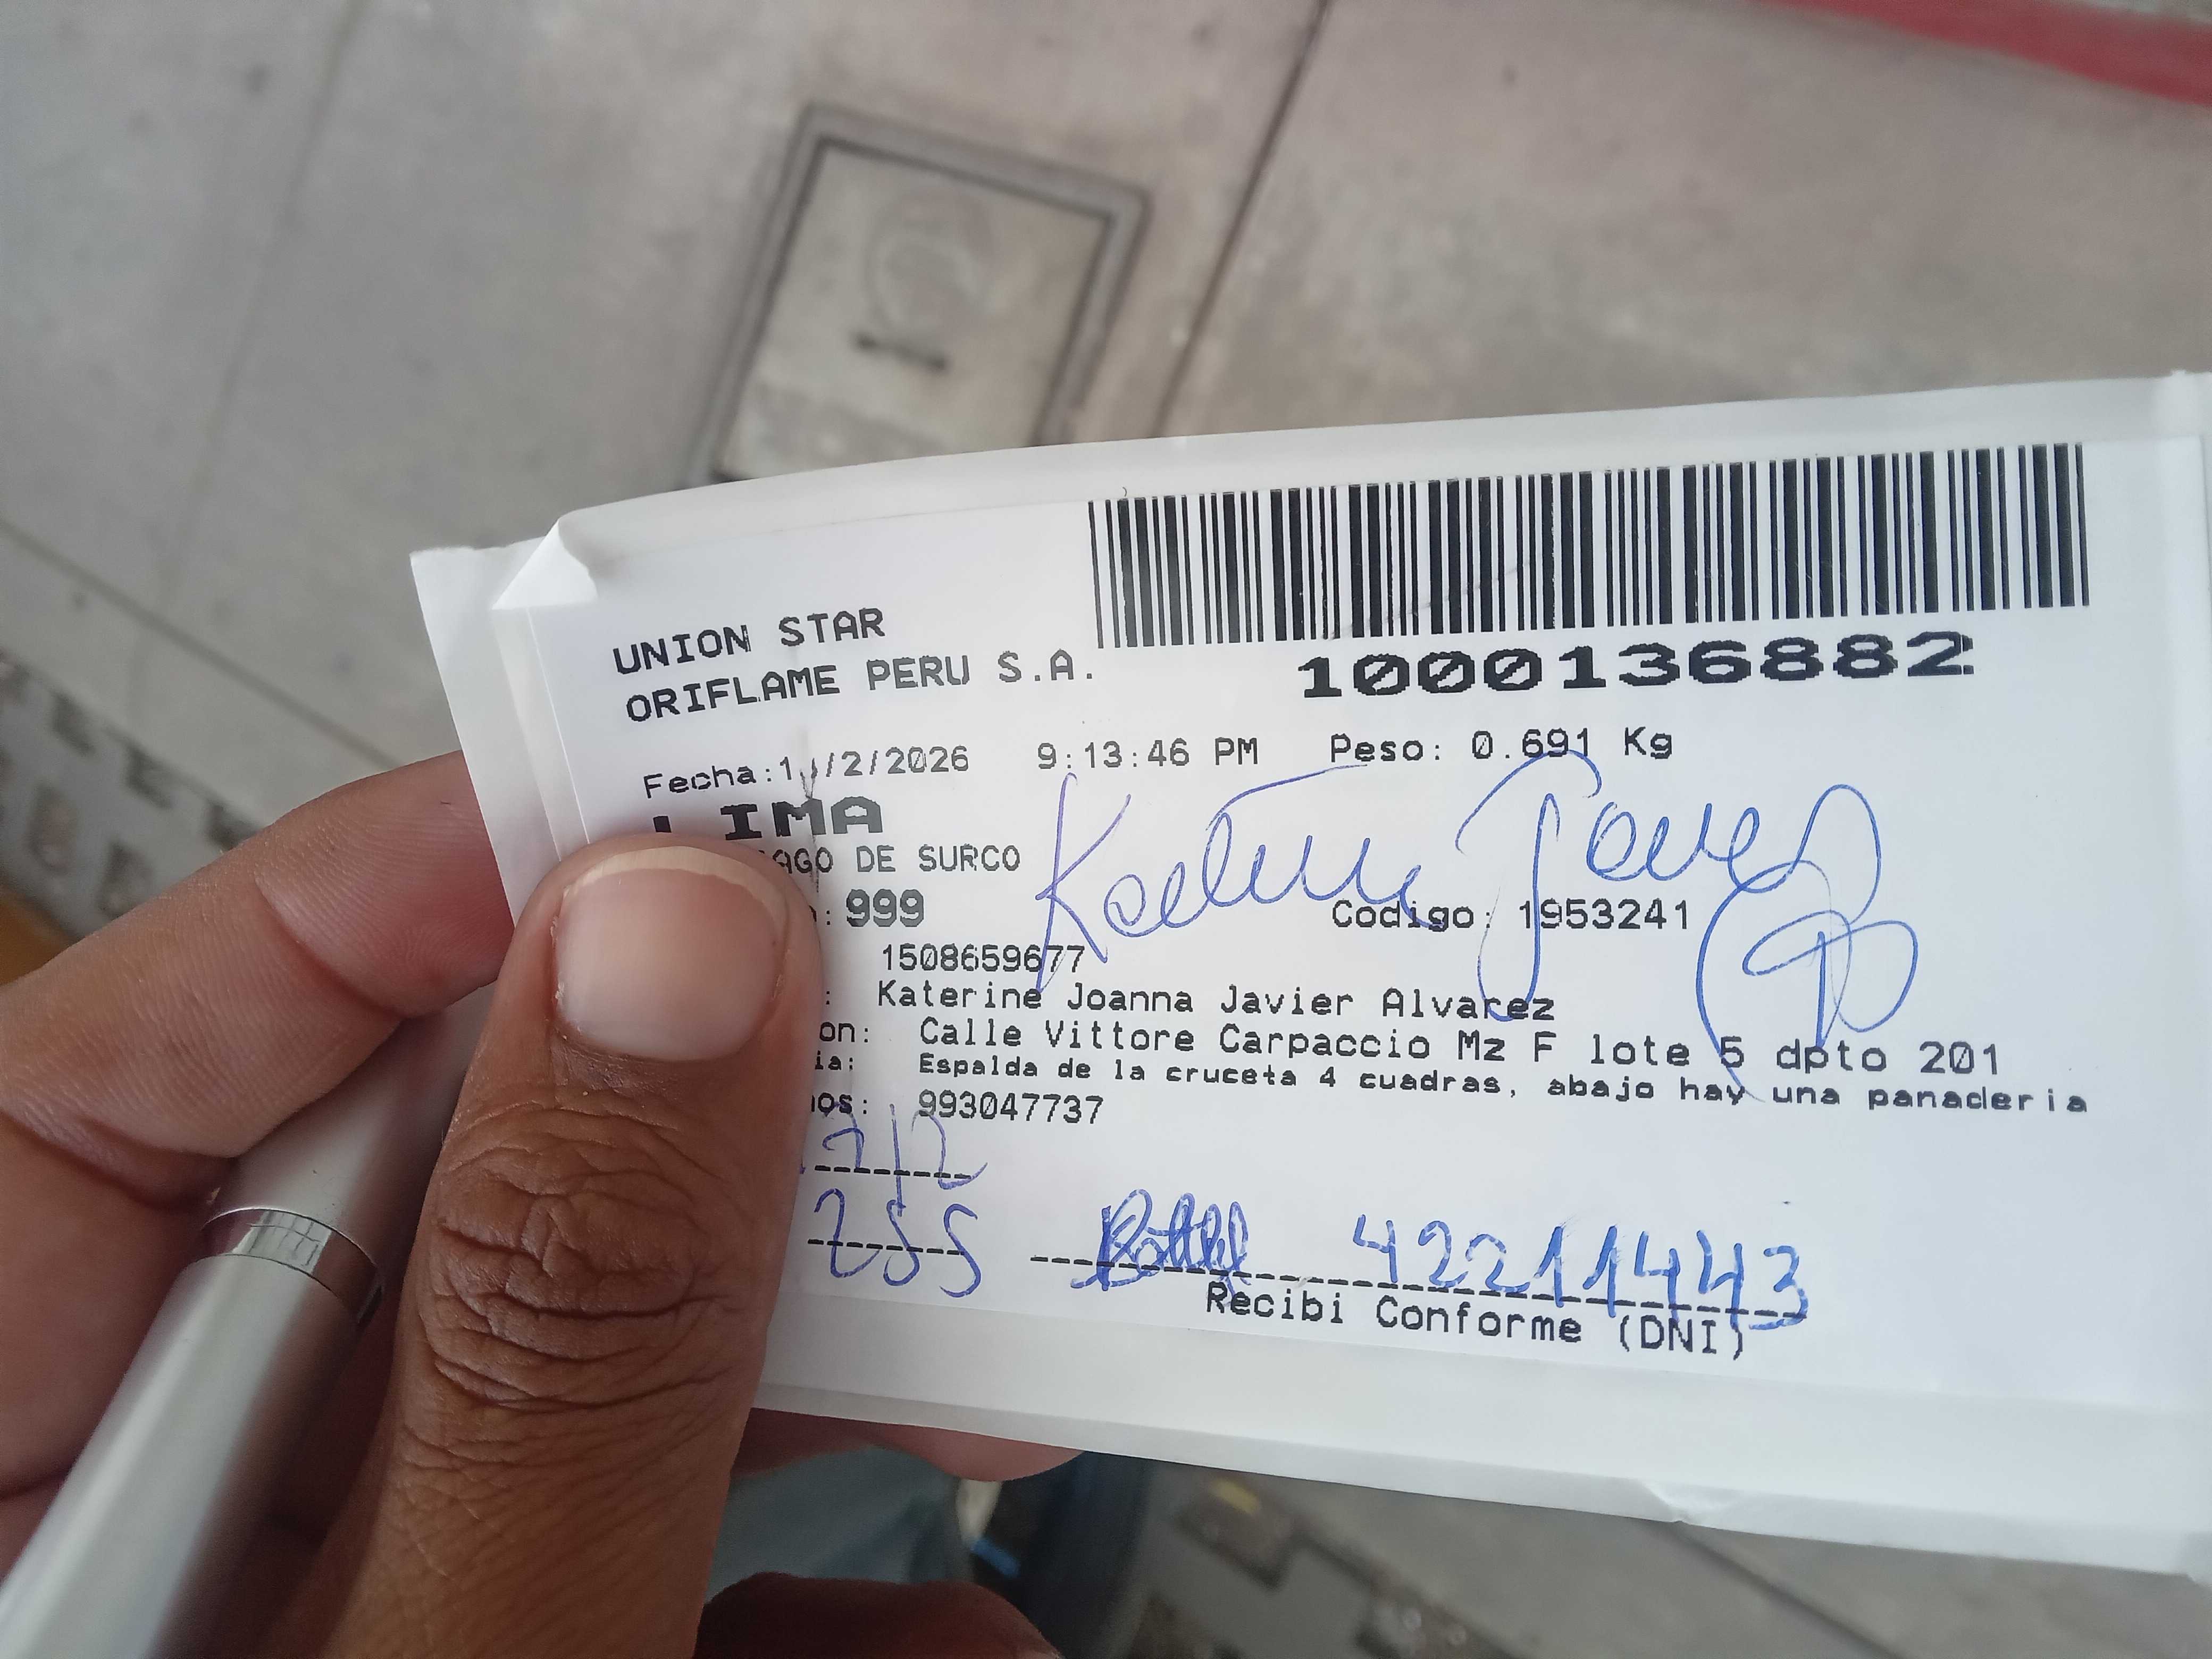 UNION STAR
ORIFLAME PERU S.A.
1000136882
/2/2026 9:13:46 PM Peso: 0.691 Kg
LIMA
DE SURCO
999 Codigo: 1953241
1508659677
Katerine Joanna Javier Alvarez
Calle Vittore Carpaccio Mz F lote 5 dpto 201
Espalda de la cruceta 4 cuadras, abajo hay una panaderia
993047737
255 42211443
Recibi Conforme (DNI)